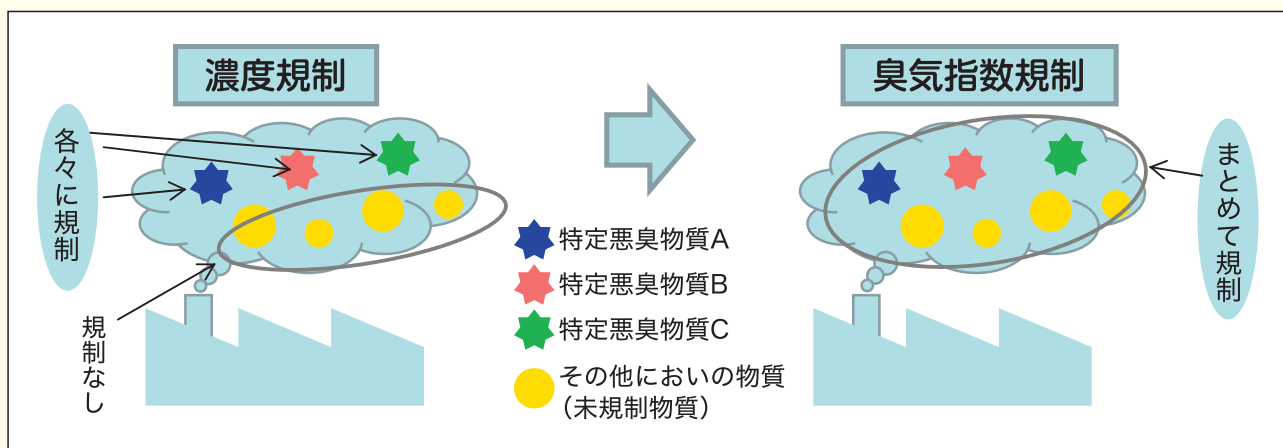 濃度規制
臭気指数規制
各々に規制
規制なし
特定悪臭物質A
特定悪臭物質B
特定悪臭物質C
その他においの物質
（未規制物質）
まとめて規制